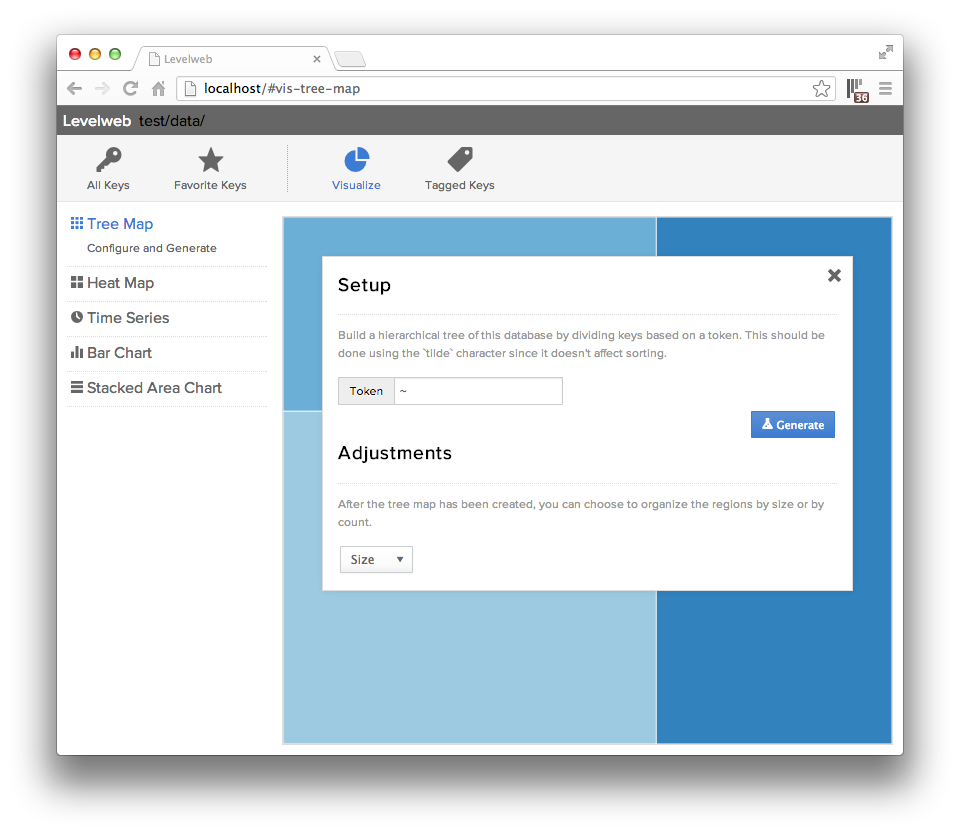 Levelweb
localhost/#vis-tree-map
36
Levelweb test/data/
All Keys
Favorite Keys
Visualize
Tagged Keys
Tree Map
Configure and Generate
Heat Map
Time Series
Bar Chart
Stacked Area Chart
Setup
Build a hierarchical tree of this database by dividing keys based on a token. This should be
done using the `tilde` character since it doesn't affect sorting.
Token ~
Generate
Adjustments
After the tree map has been created, you can choose to organize the regions by size or by
count.
Size